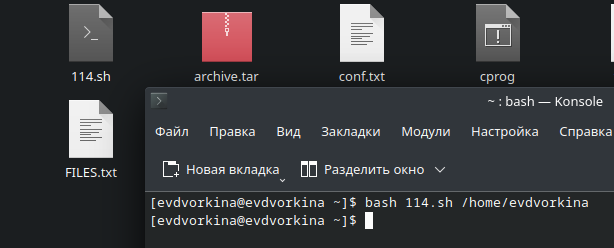 114.sh
archive.tar
conf.txt
cprog
FILES.txt
~ : bash — Konsole
Файл Правка Вид Закладки Модули Настройка Справка
Новая вкладка Разделить окно
[evdvorkina@evdvorkina ~]$ bash 114.sh /home/evdvorkina
[evdvorkina@evdvorkina ~]$